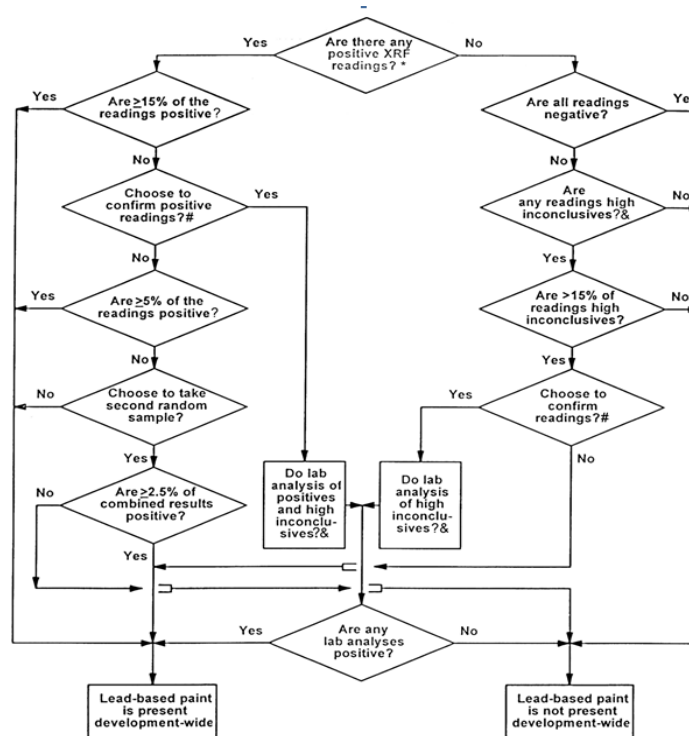 Are there any
positive XRF
readings? *
Yes
No
Are ≥15% of the
readings positive?
Yes
No
Are all readings
negative?
Ye
No
Choose to
confirm positive
readings?#
Yes
No
Are
any readings high
inconclusives?&
No
Yes
Are ≥5% of the
readings positive?
Yes
No
Are >15% of
readings high
inconclusives?
No
Yes
Choose to take
second random
sample?
No
Yes
Choose to
confirm
readings?#
Yes
No
Are ≥2.5% of
combined results
positive?
No
Yes
Do lab
analysis of
positives
and high
inconclu-
sives?&
Do lab
analysis
of high
inconclu-
sives?&
Are any
lab analyses
positive?
Yes
No
Lead-based paint
is present
development-wide
Lead-based paint
is not present
development-wide